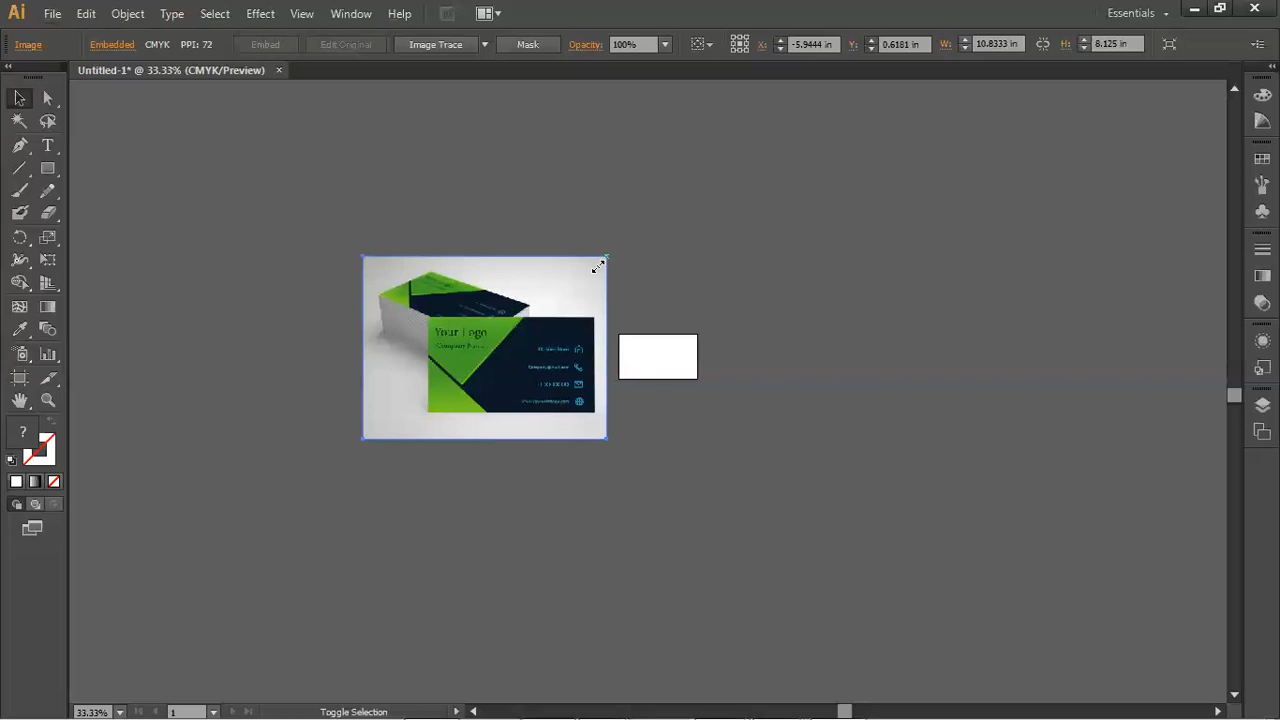 Ai File Edit Object Type Select Effect View Window Help Essentials
Image Embedded CMYK PPI: 72 Embed Edit Original Image Trace Mask Opacity: 100% X: -5.9444 in Y: 0.6181 in W: 10.8333 in H: 8.125 in
Untitled-1* @ 33.33% (CMYK/Preview) ×
Your Logo
Company Name
?
33.33% 1 Toggle Selection